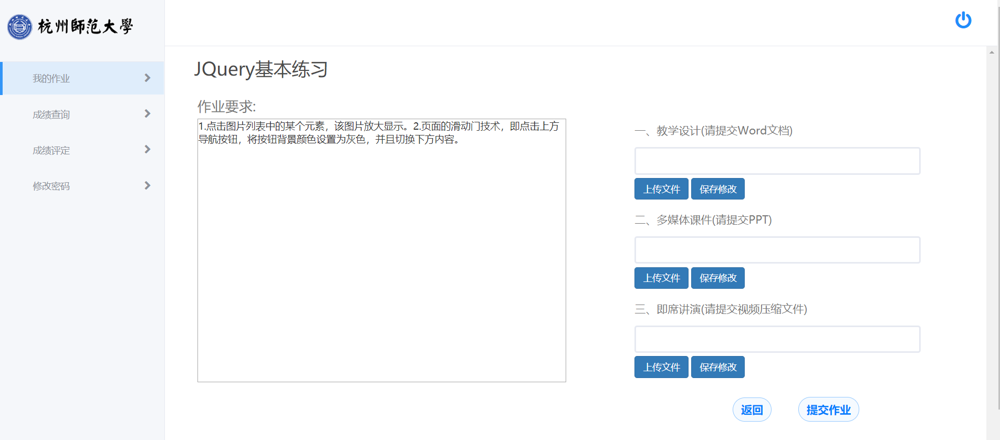 杭州師范大學
我的作业
成绩查询
成绩评定
修改密码
JQuery基本练习
作业要求:
1.点击图片列表中的某个元素，该图片放大显示。2.页面的滑动门技术，即点击上方
导航按钮，将按钮背景颜色设置为灰色，并且切换下方内容。
一、教学设计(请提交Word文档)
上传文件 保存修改
二、多媒体课件(请提交PPT)
上传文件 保存修改
三、即席讲演(请提交视频压缩文件)
上传文件 保存修改
返回 提交作业